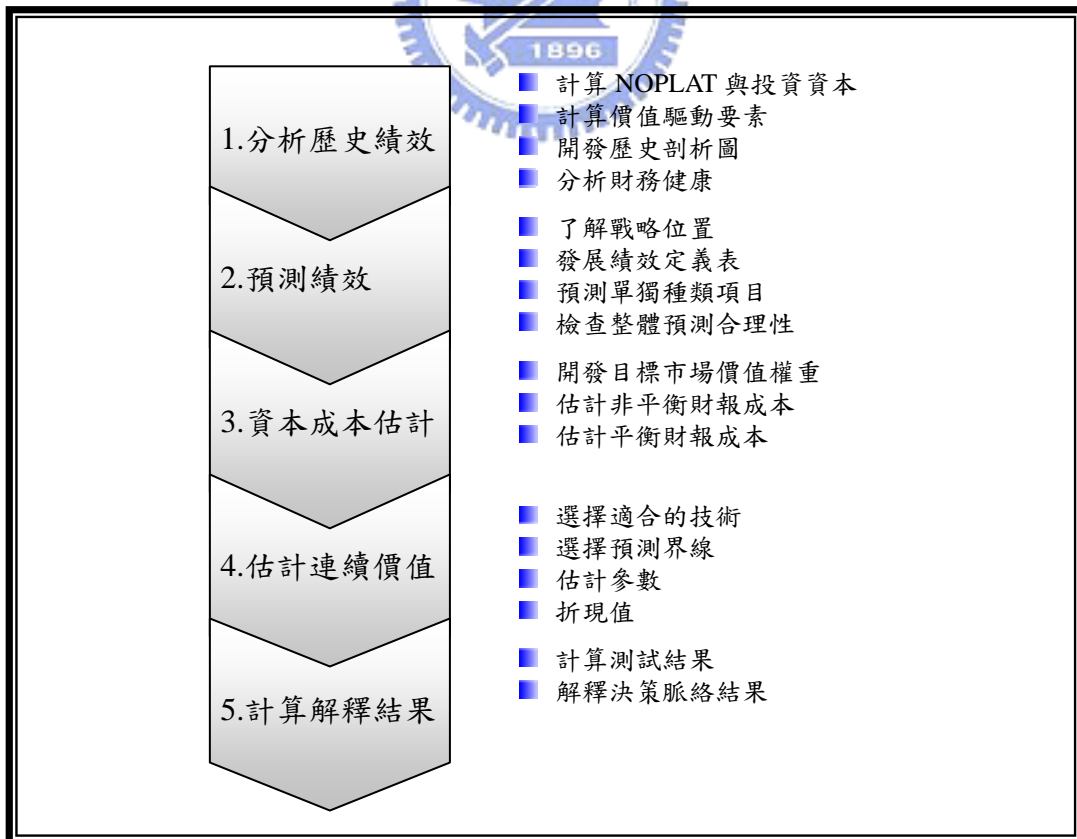 1896
1.分析歷史績效
計算 NOPLAT 與投資資本
計算價值驅動要素
開發歷史剖析圖
分析財務健康
2.預測績效
了解戰略位置
發展績效定義表
預測單獨種類項目
檢查整體預測合理性
3.資本成本估計
開發目標市場價值權重
估計非平衡財報成本
估計平衡財報成本
4.估計連續價值
選擇適合的技術
選擇預測界線
估計參數
折現值
5.計算解釋結果
計算測試結果
解釋決策脈絡結果